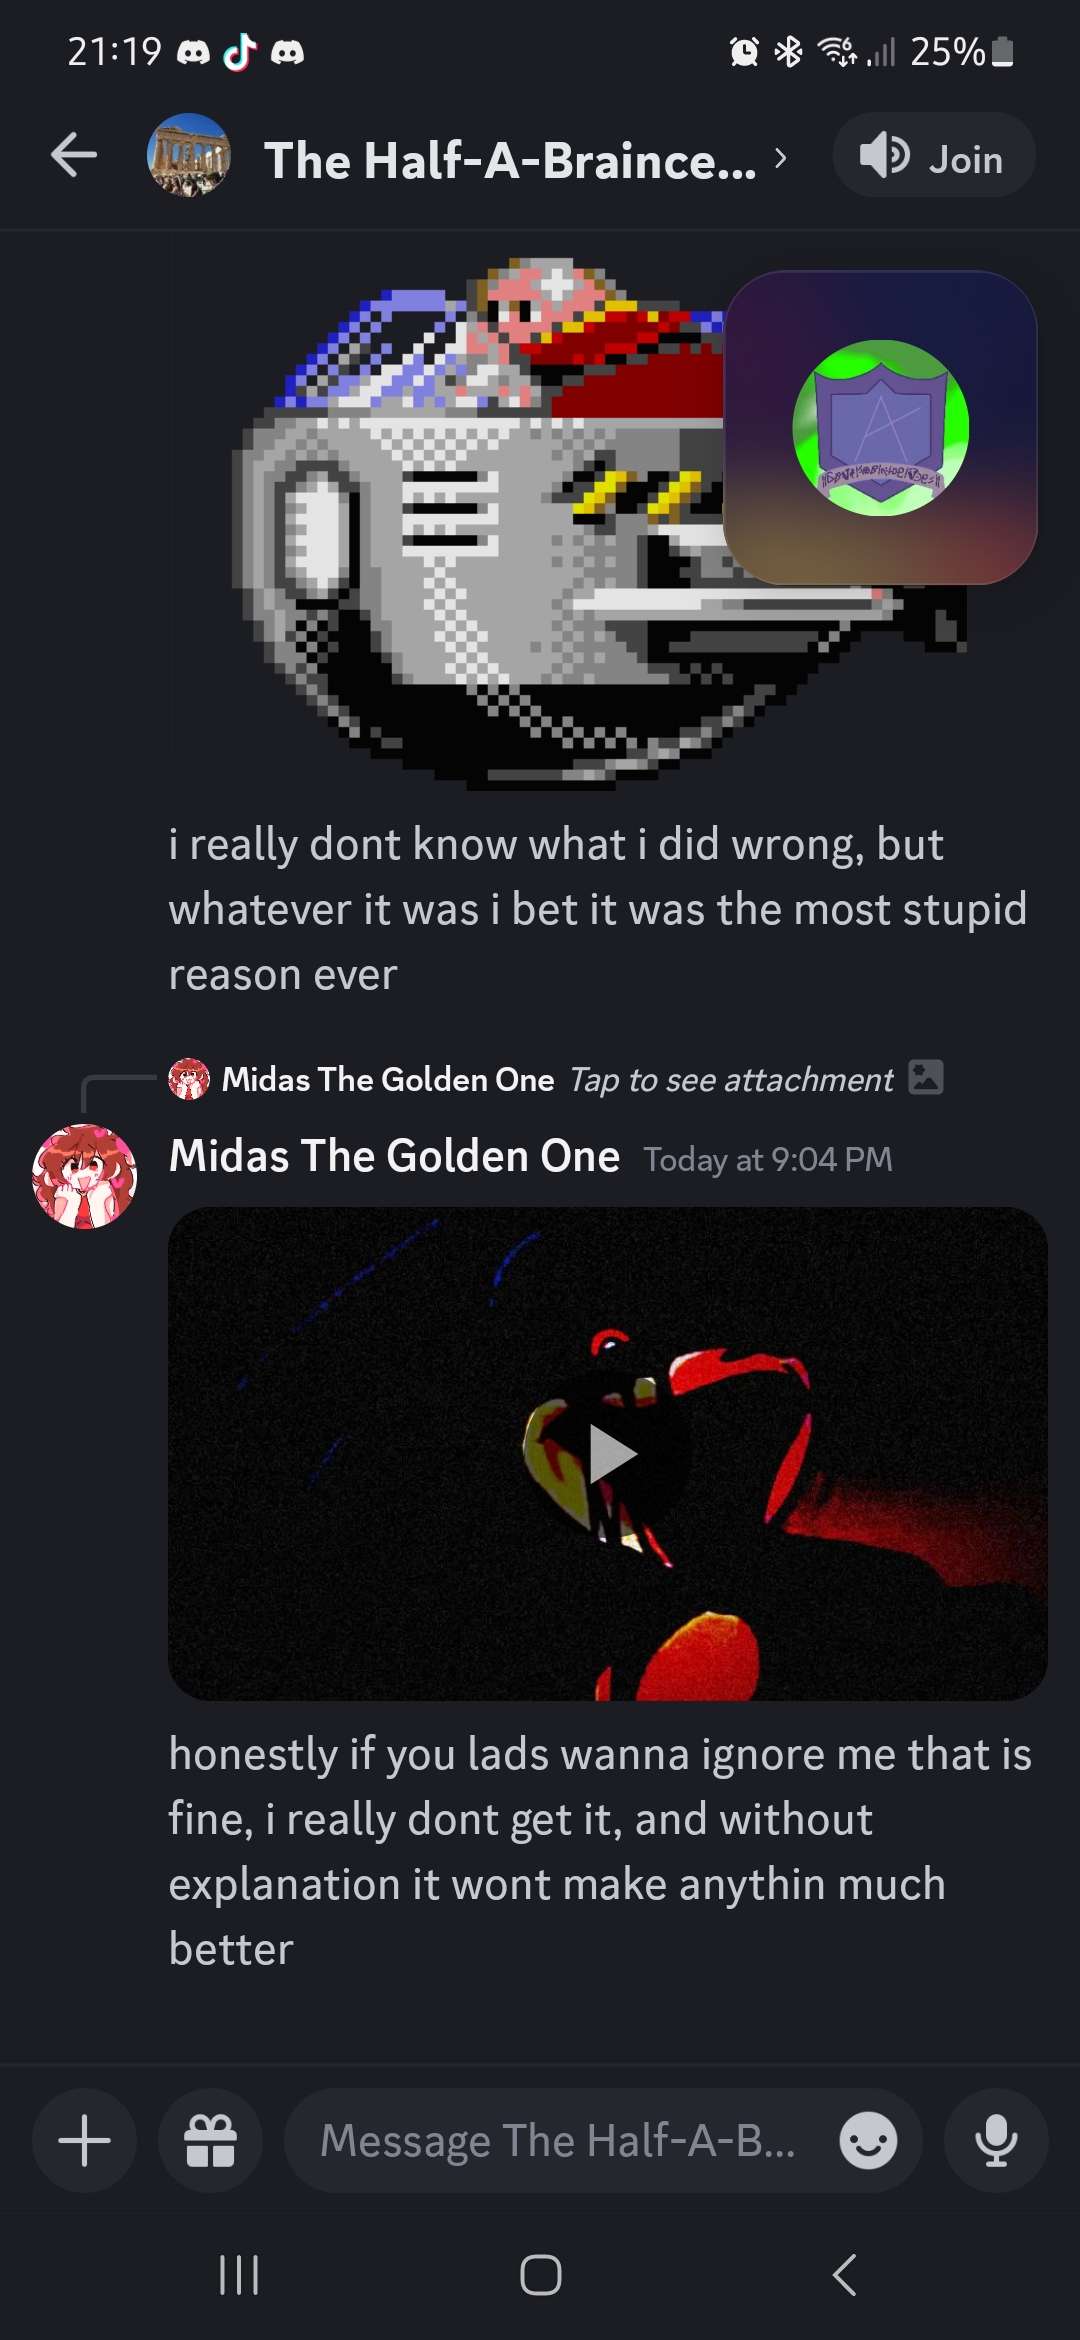 21:19
25%
The Half-A-Braince...
Join
i really dont know what i did wrong, but
whatever it was i bet it was the most stupid
reason ever
Midas The Golden One Tap to see attachment
Midas The Golden One Today at 9:04 PM
honestly if you lads wanna ignore me that is
fine, i really dont get it, and without
explanation it wont make anythin much
better
Message The Half-A-B...